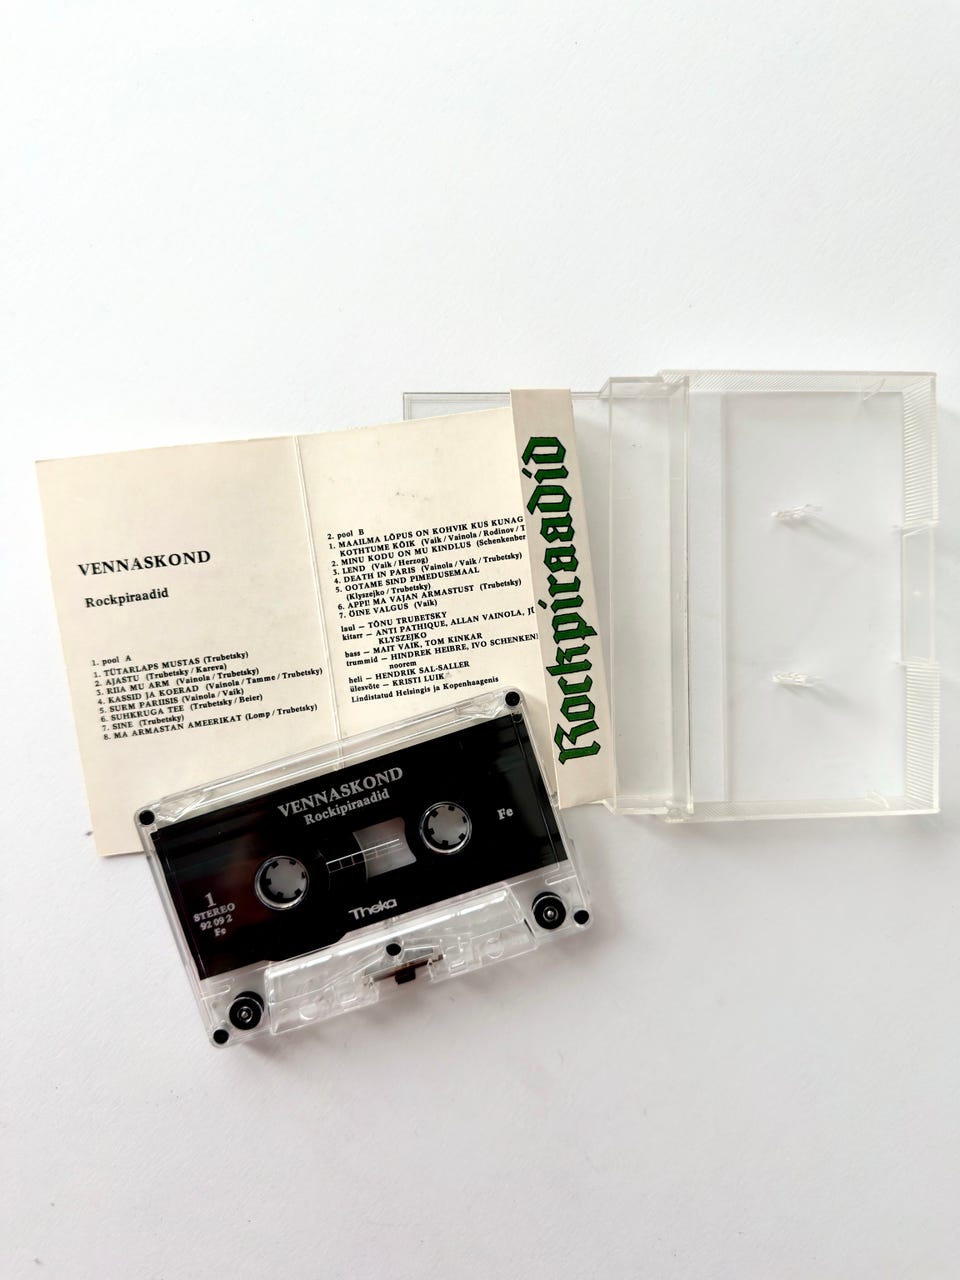 VENNASKOND
Rockpiraadid
1. pool A
1. TÜTARLAPS MUSTAS (Trubetsky)
2. AJASTU (Trubetsky / Kareva)
3. RIIA MU ARM (Vainola / Trubetsky)
4. KASSID JA KOERAD (Vainola / Tamme / Trubetsky)
5. SURM PARIISIS (Vainola / Vaik)
6. SUHKRUGA TEE (Trubetsky / Beier)
7. SINE (Trubetsky)
8. MA ARMASTAN AMEERIKAT (Lomp / Trubetsky)
2. pool B
1. MAAILMA LÕPUS ON KOHVIK KUS KUNAG
KOHTUME KÕIK (Vaik / Vainola / Rodinov / T
2. MINU KODU ON MU KINDLUS (Schenkenber
3. LEND (Vaik / Herzog)
4. DEATH IN PARIS (Vainola / Vaik / Trubetsky)
5. OOTAME SIND PIMEDUSEMAAL
(Klyszejko / Trubetsky)
6. APPI! MA VAJAN ARMASTUST (Trubetsky)
7. ÖINE VALGUS (Vaik)
laul — TÕNU TRUBETSKY
kitarr — ANTI PATHIQUE, ALLAN VAINOLA, JO
KLYSZEJKO
bass — MAIT VAIK, TOM KINKAR
trummid — HINDREK HEIBRE, IVO SCHENKEN
noorem
heli — HENDRIK SAL-SALLER
ülesvõte — KRISTI LUIK
Lindistatud Helsingis ja Kopenhaagenis
Rockpiraadid
VENNASKOND
Rockipiraadid
Fe
1
STEREO
92 09 2
Fe
Theka